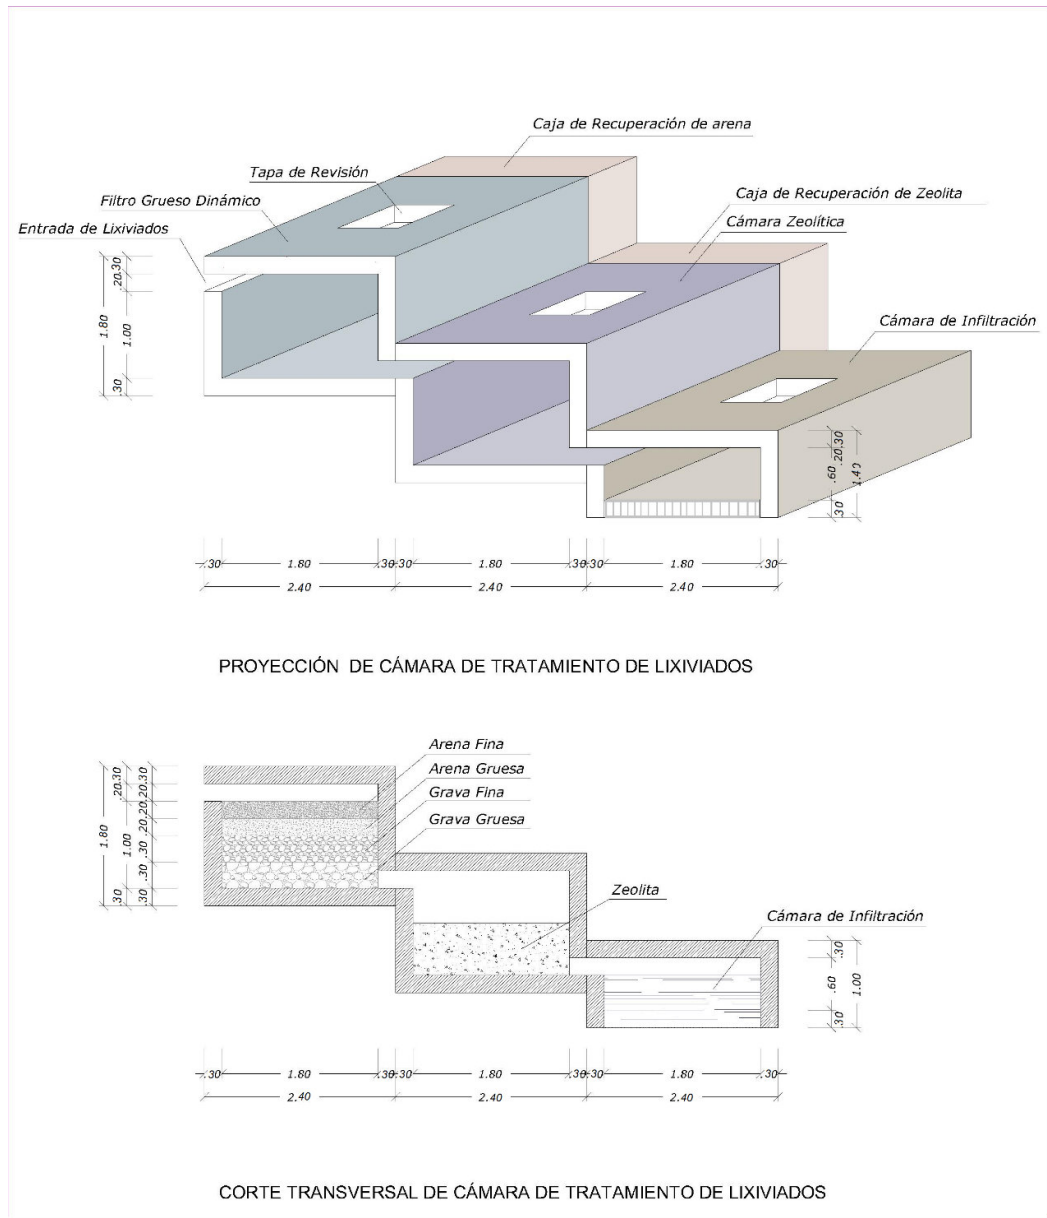 Caja de Recuperación de arena
Tapa de Revisión
Filtro Grueso Dinámico
Caja de Recuperación de Zeolita
Entrada de Lixiviados
Cámara Zeolítica
Cámara de Infiltración
1.80
.20 .30
1.00
.30
.20 .30
.60
1.40
.30
.30 1.80 .30 .30 1.80 .30 .30 1.80 .30
2.40 2.40 2.40
PROYECCIÓN DE CÁMARA DE TRATAMIENTO DE LIXIVIADOS
Arena Fina
Arena Gruesa
Grava Fina
Grava Gruesa
Zeolita
Cámara de Infiltración
1.80
.20 .30
1.00
.30
.30
.20
.20
.20
.30
.30
.30
.30
.60
1.00
.30
.30 1.80 .30 .30 1.80 .30 .30 1.80 .30
2.40 2.40 2.40
CORTE TRANSVERSAL DE CÁMARA DE TRATAMIENTO DE LIXIVIADOS